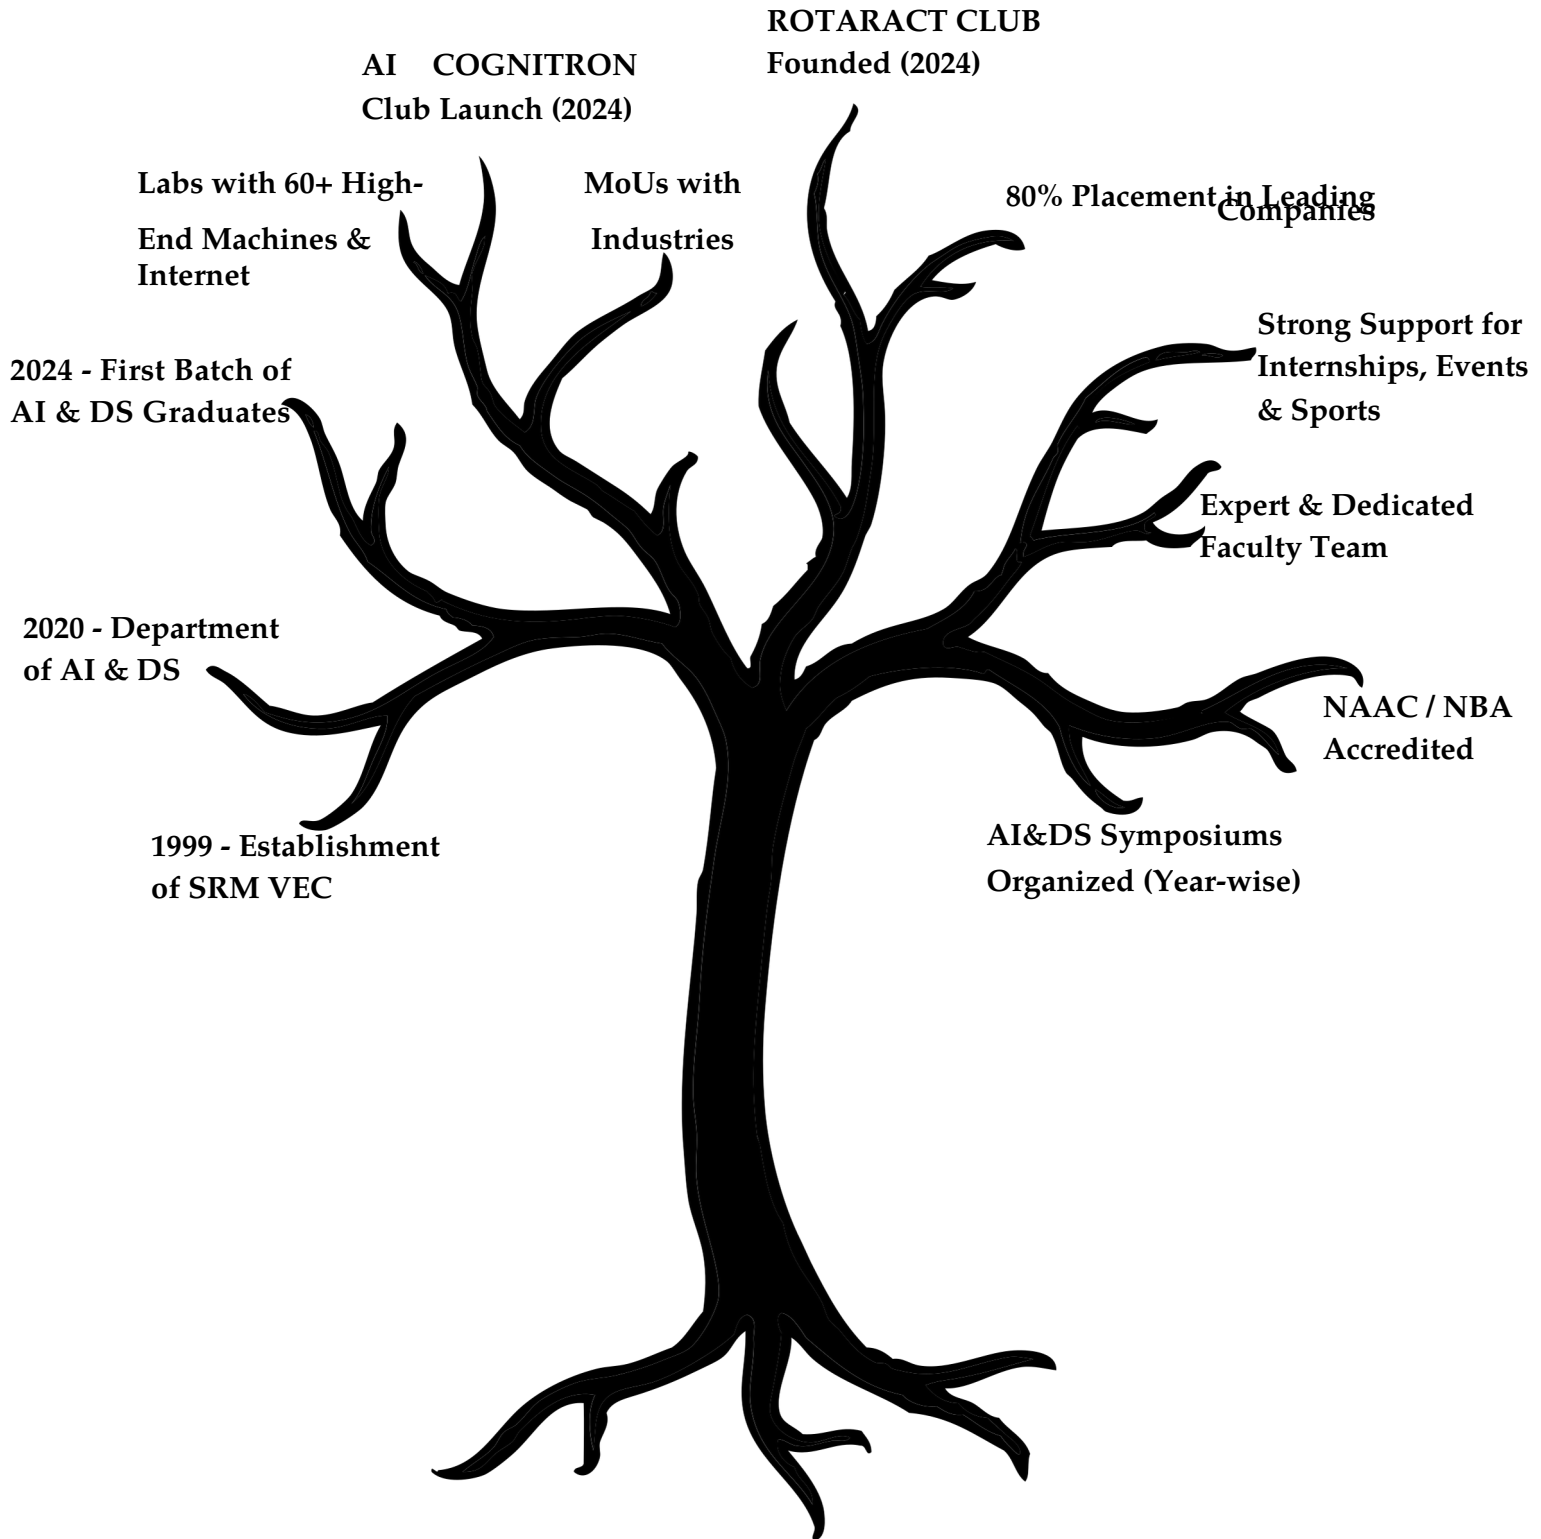 ROTARACT CLUB
Founded (2024)
AI COGNITRON
Club Launch (2024)
Labs with 60+ High-
End Machines &
Internet
MoUs with
Industries
80% Placement in Leading
Companies
2024 - First Batch of
AI & DS Graduates
Strong Support for
Internships, Events
& Sports
Expert & Dedicated
Faculty Team
2020 - Department
of AI & DS
NAAC / NBA
Accredited
1999 - Establishment
of SRM VEC
AI&DS Symposiums
Organized (Year-wise)